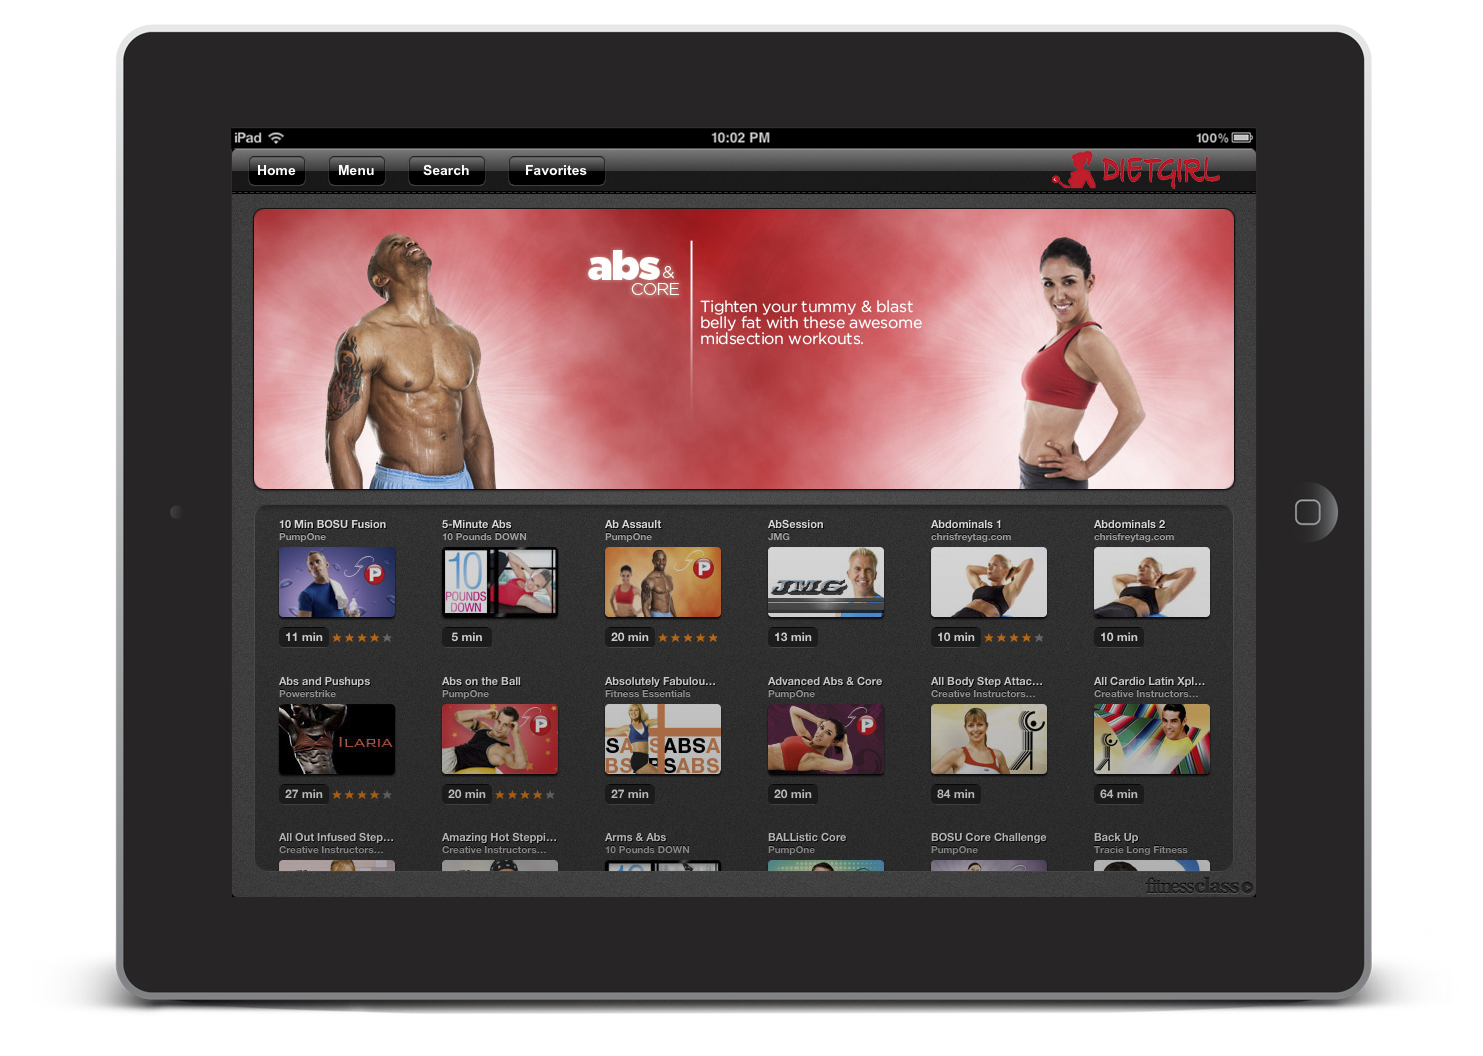 iPad 10:02 PM 100%
Home Menu Search Favorites DIETGIRL
abs &
CORE
Tighten your tummy & blast
belly fat with these awesome
midsection workouts.
10 Min BOSU Fusion 5-Minute Abs Ab Assault AbSession Abdominals 1 Abdominals 2
PumpOne 10 Pounds DOWN PumpOne JMG chrisfreytag.com chrisfreytag.com
P 10 POUNDS DOWN P JMG
11 min 5 min 20 min 13 min 10 min 10 min
Abs and Pushups Abs on the Ball Absolutely Fabulou... Advanced Abs & Core All Body Step Attac... All Cardio Latin Xpl...
Powerstrike PumpOne Fitness Essentials PumpOne Creative Instructors... Creative Instructors...
ILARIA P P
27 min 20 min 27 min 20 min 84 min 64 min
All Out Infused Step... Amazing Hot Steppi... Arms & Abs BALListic Core BOSU Core Challenge Back Up
Creative Instructors... Creative Instructors... 10 Pounds DOWN PumpOne PumpOne Tracie Long Fitness
fitnessclass